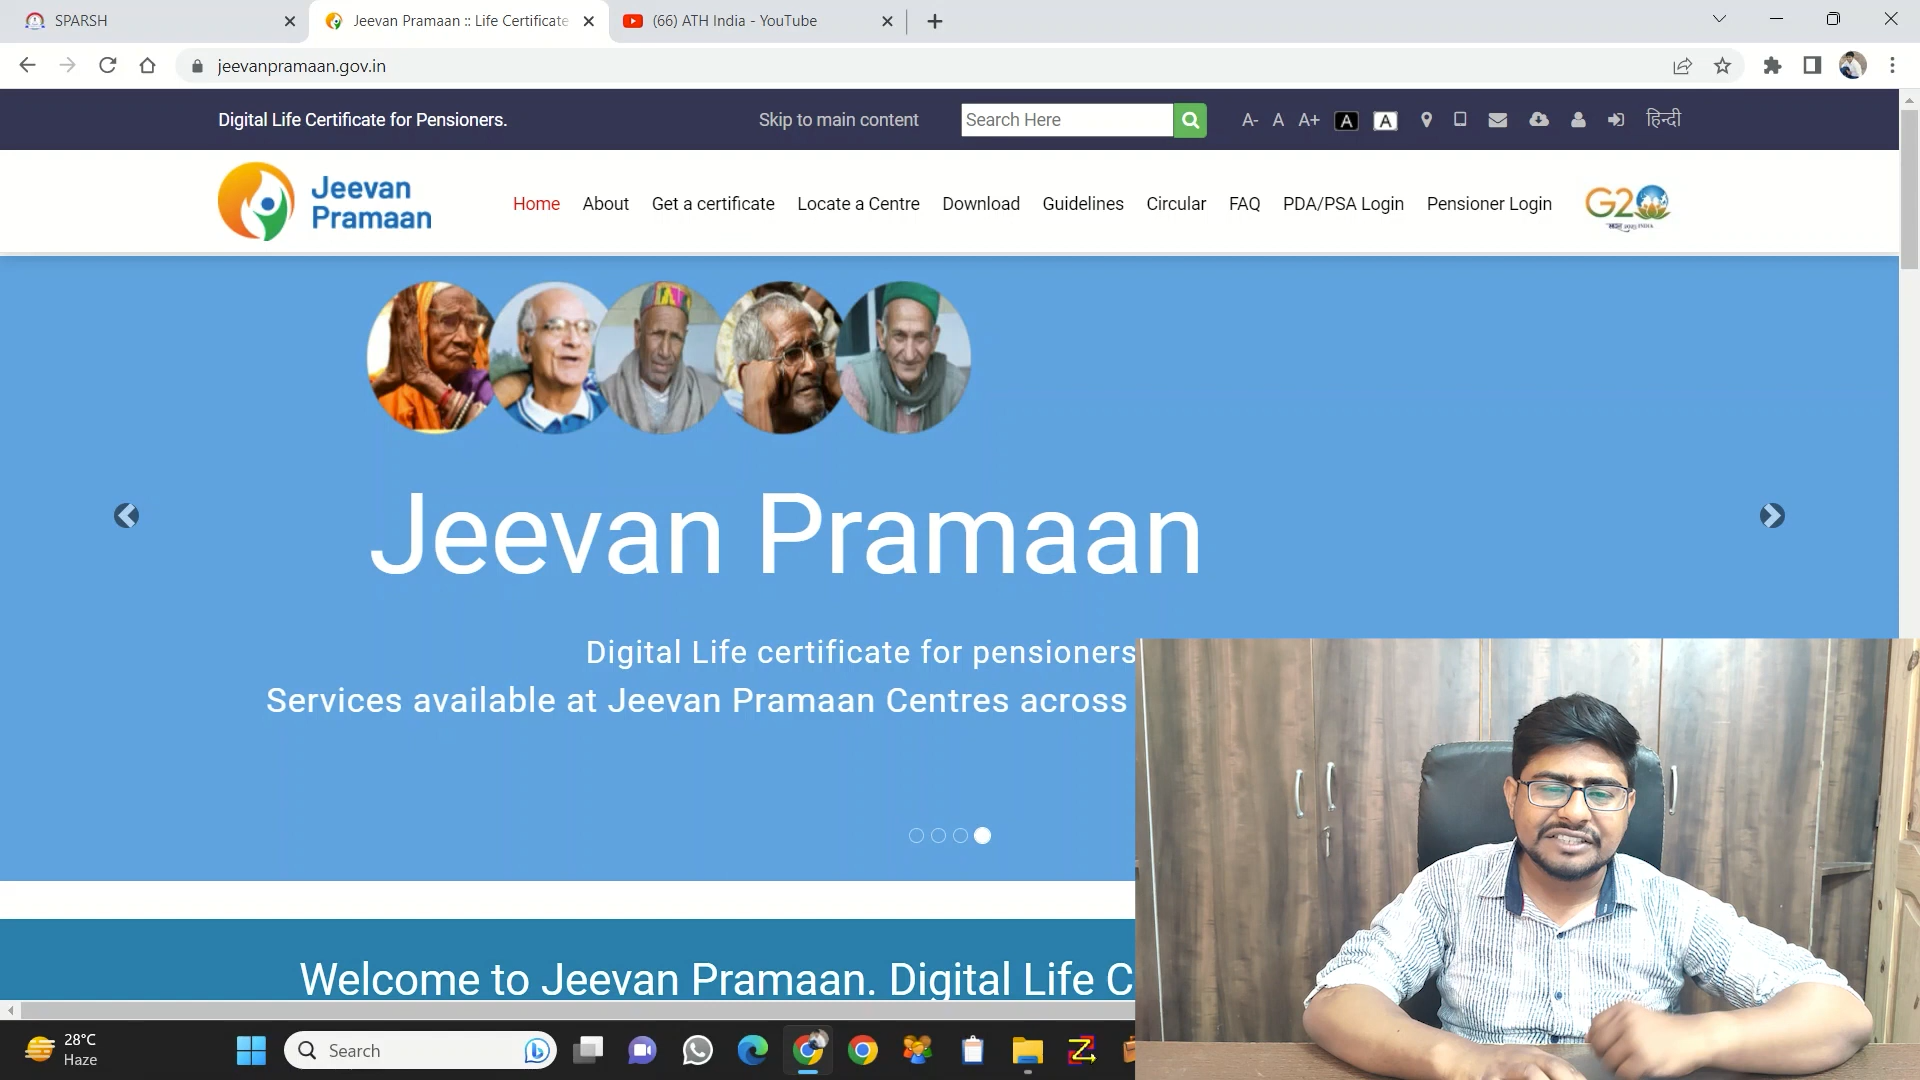 SPARSH
Jeevan Pramaan :: Life Certificate
(66) ATH India - YouTube
jeevanpramaan.gov.in
Digital Life Certificate for Pensioners.
Skip to main content
Search Here
A- A A+ A A
हिन्दी
Jeevan
Pramaan
Home About Get a certificate Locate a Centre Download Guidelines Circular FAQ PDA/PSA Login Pensioner Login
G20
Jeevan Pramaan
Digital Life certificate for pensioners
Services available at Jeevan Pramaan Centres across
Welcome to Jeevan Pramaan. Digital Life C
28°C
Haze
Search